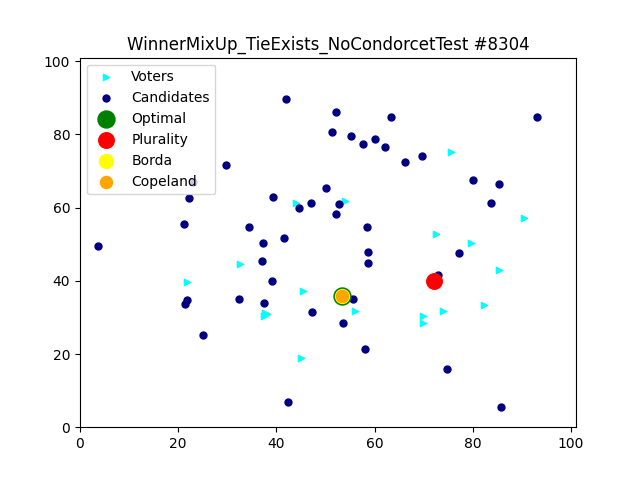 WinnerMixUp_TieExists_NoCondorcetTest #8304
100
80
60
40
20
0
Voters
Candidates
Optimal
Plurality
Borda
Copeland
0 20 40 60 80 100